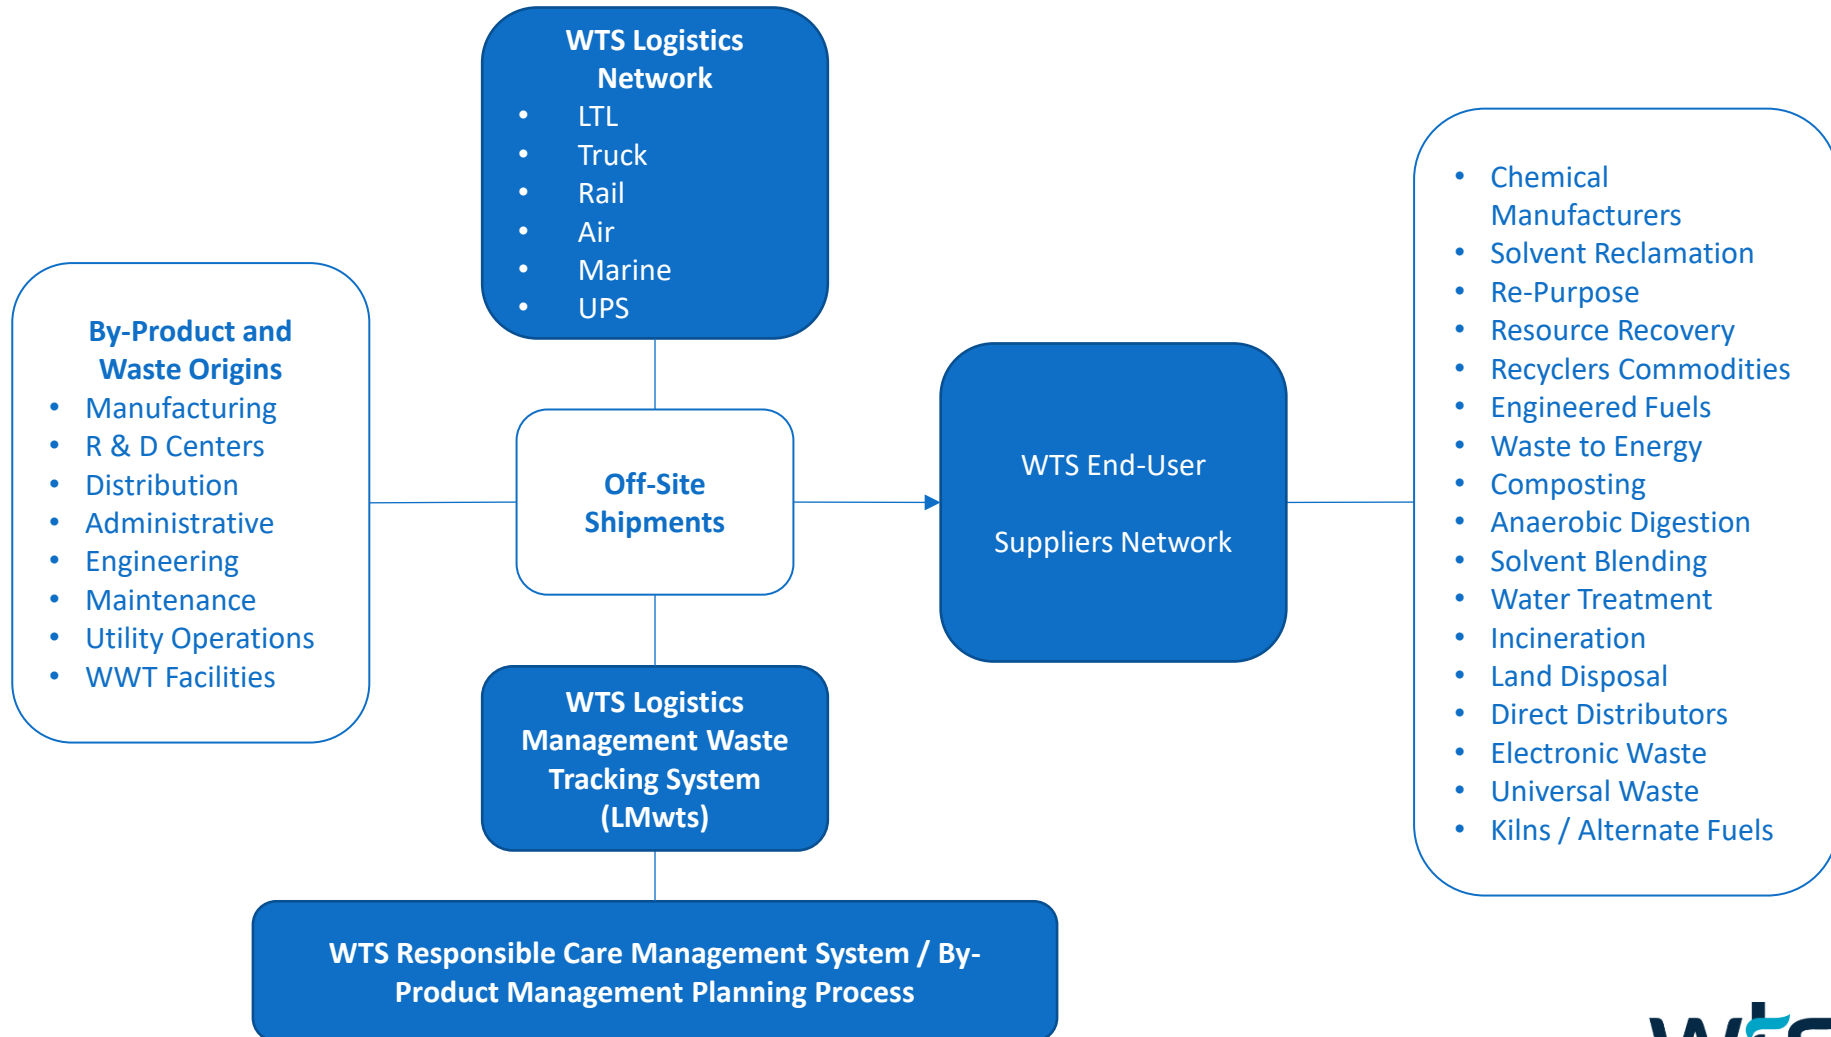 WTS Logistics
Network
• LTL
• Truck
• Rail
• Air
• Marine
• UPS
By-Product and
Waste Origins
• Manufacturing
• R & D Centers
• Distribution
• Administrative
• Engineering
• Maintenance
• Utility Operations
• WWT Facilities
Off-Site
Shipments
WTS End-User
Suppliers Network
• Chemical
Manufacturers
• Solvent Reclamation
• Re-Purpose
• Resource Recovery
• Recyclers Commodities
• Engineered Fuels
• Waste to Energy
• Composting
• Anaerobic Digestion
• Solvent Blending
• Water Treatment
• Incineration
• Land Disposal
• Direct Distributors
• Electronic Waste
• Universal Waste
• Kilns / Alternate Fuels
WTS Logistics
Management Waste
Tracking System
(LMwts)
WTS Responsible Care Management System / By-
Product Management Planning Process
wts